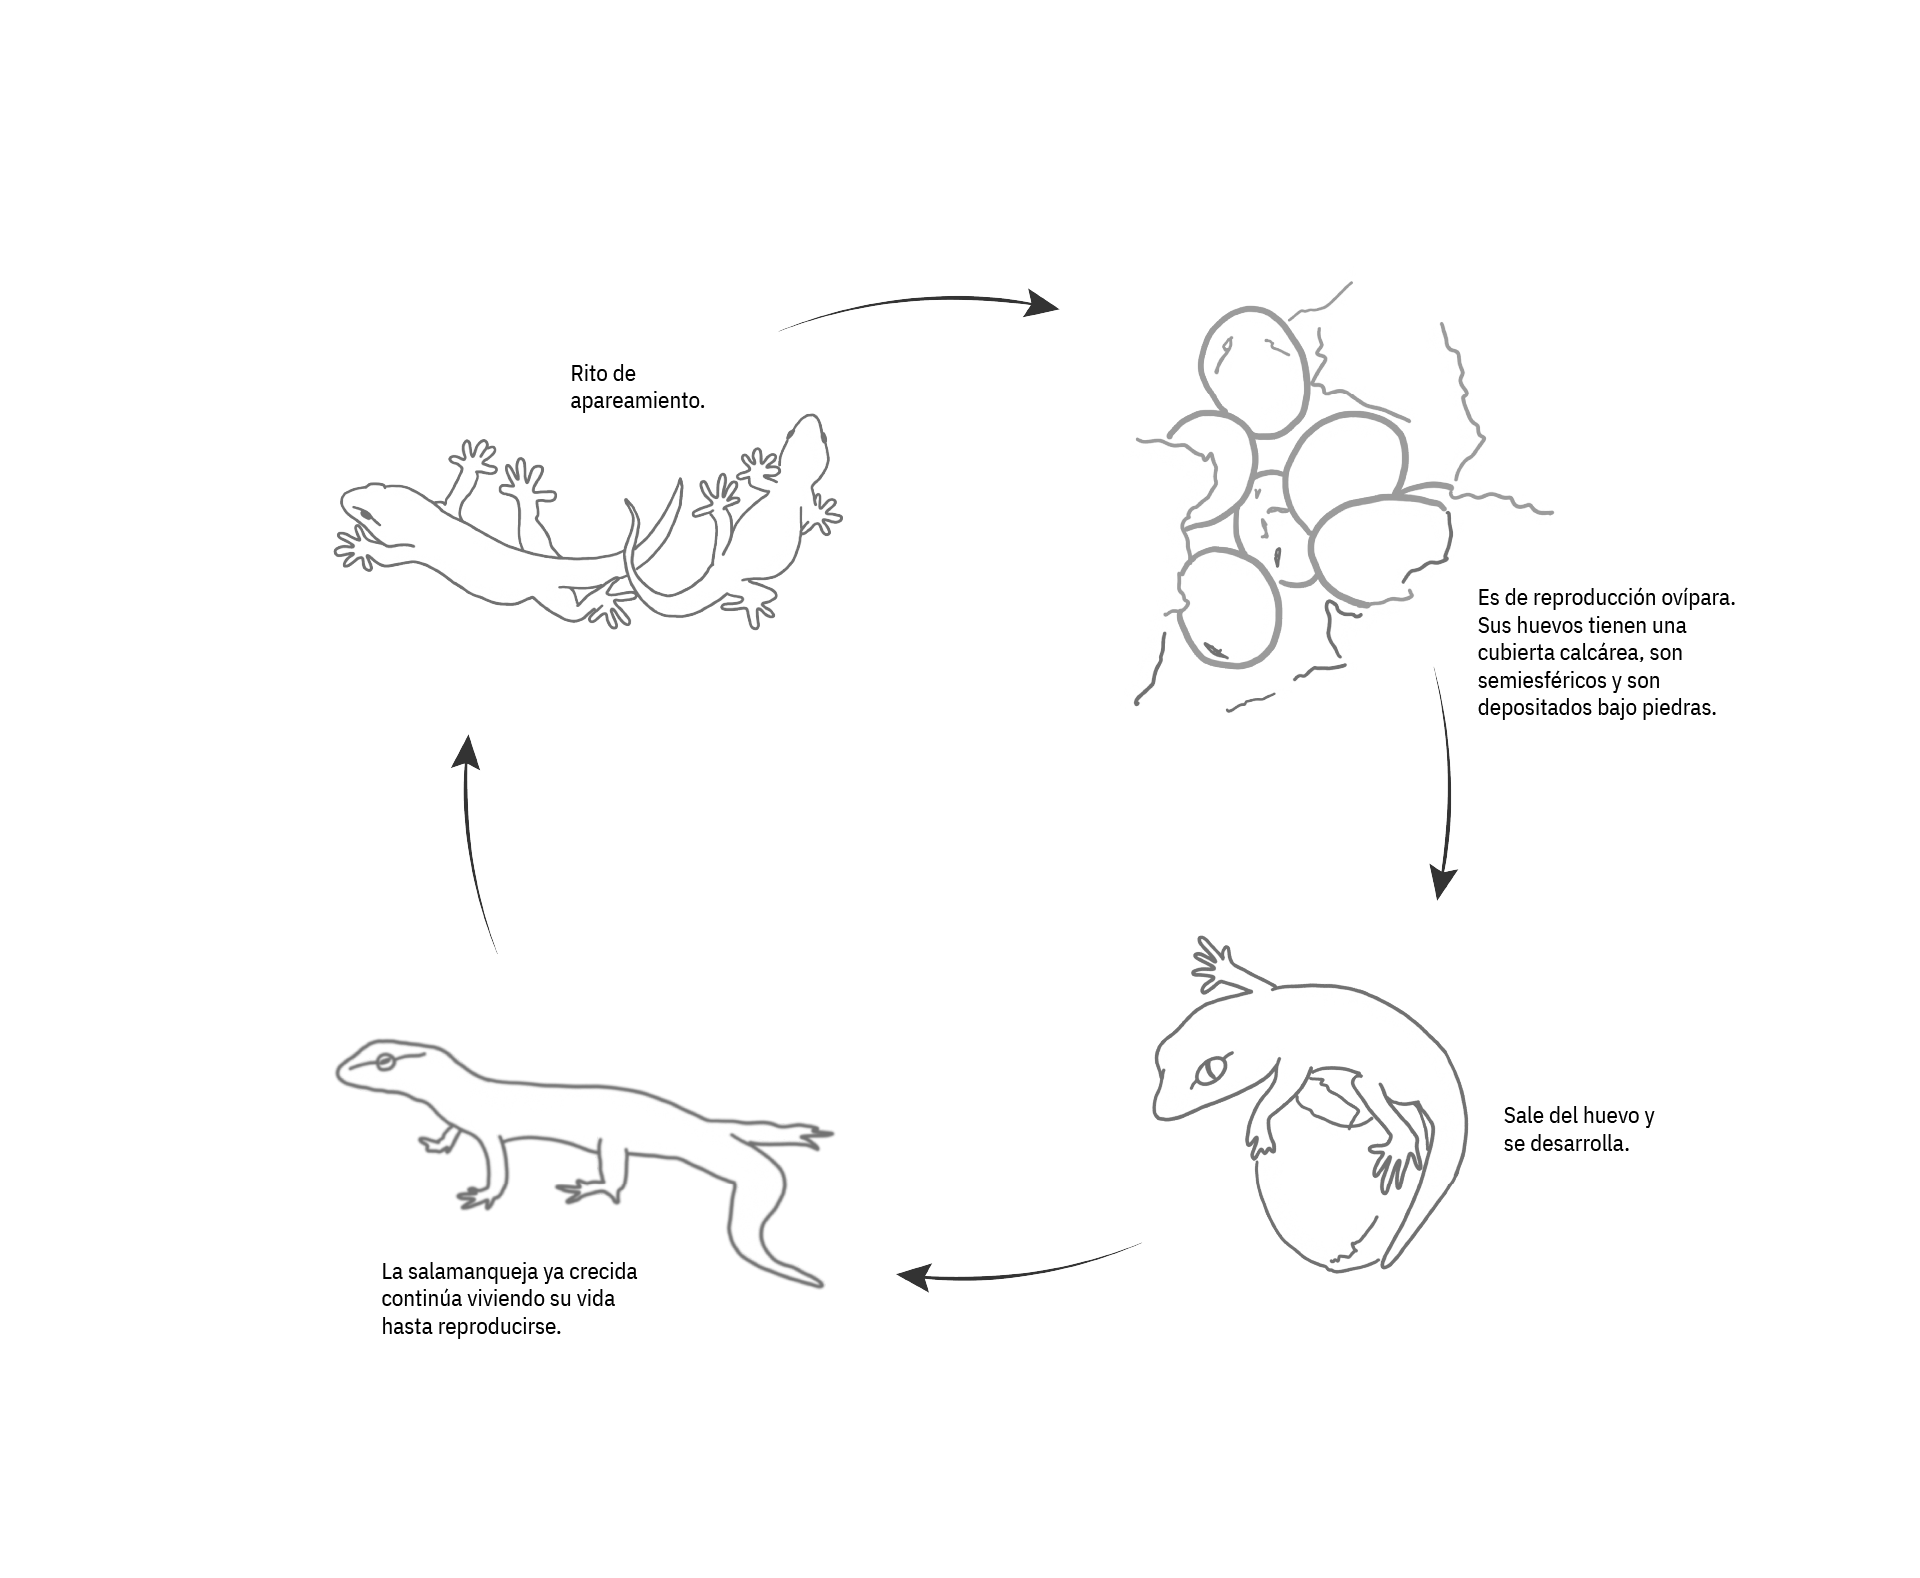 Rito de
apareamiento.
Es de reproducción ovípara.
Sus huevos tienen una
cubierta calcárea, son
semiesféricos y son
depositados bajo piedras.
Sale del huevo y
se desarrolla.
La salamanqueja ya crecida
continúa viviendo su vida
hasta reproducirse.